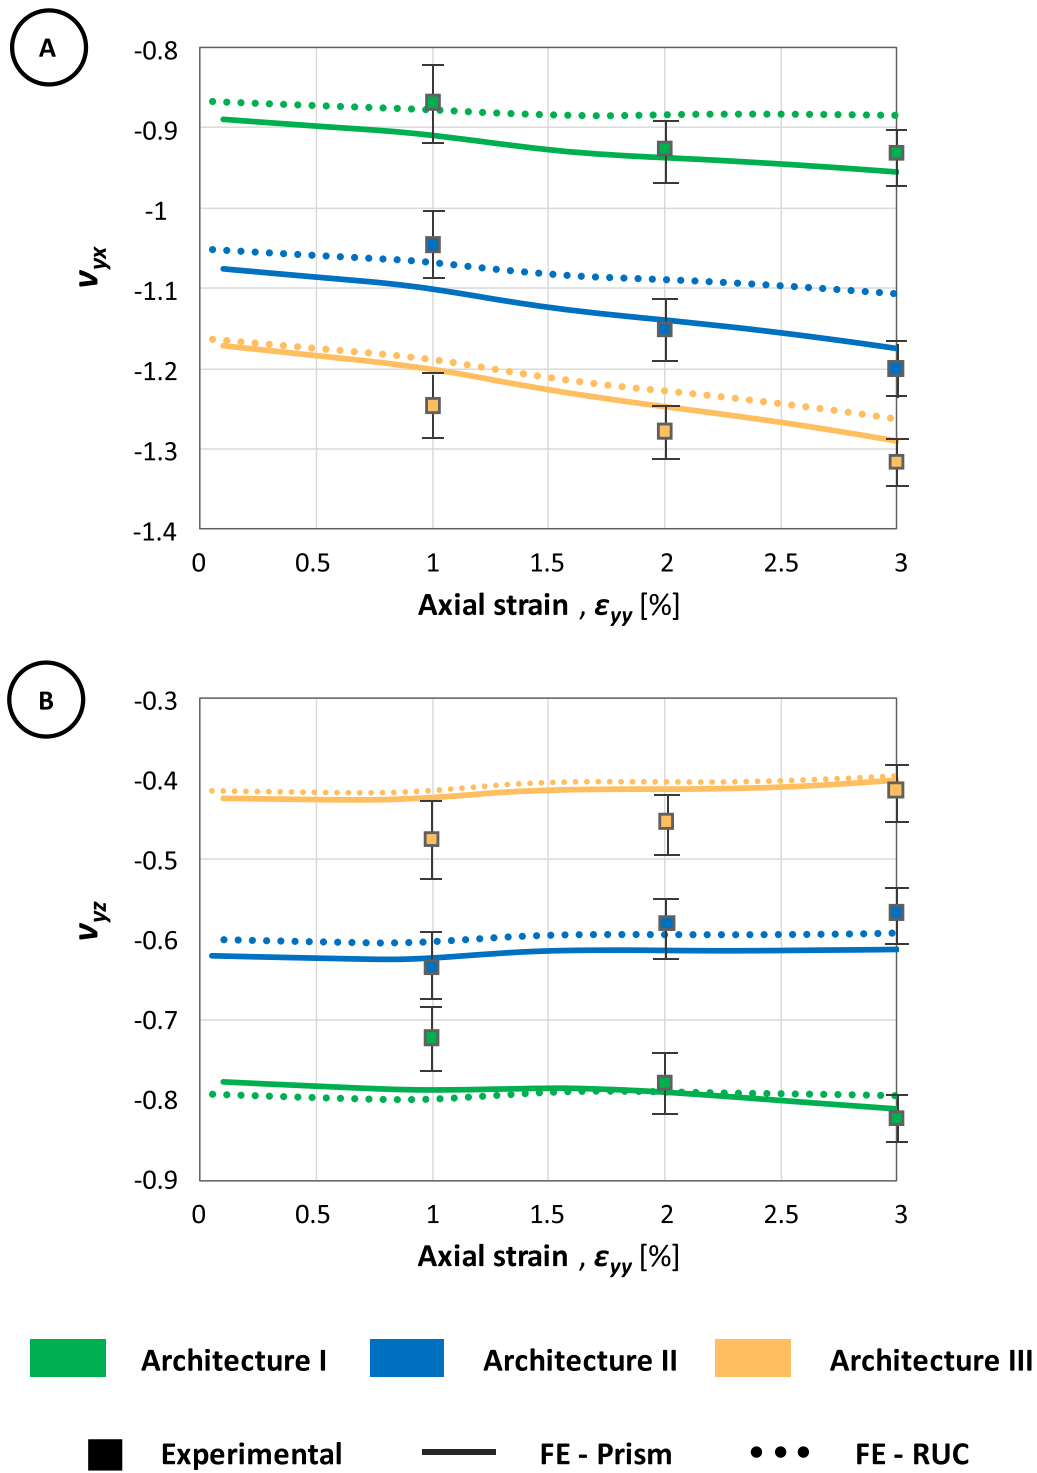 A
-0.8
-0.9
-1
-1.1
-1.2
-1.3
-1.4
νyx
0 0.5 1 1.5 2 2.5 3
Axial strain , εyy [%]
B
-0.3
-0.4
-0.5
-0.6
-0.7
-0.8
-0.9
νyz
0 0.5 1 1.5 2 2.5 3
Axial strain , εyy [%]
Architecture I Architecture II Architecture III
Experimental FE - Prism FE - RUC